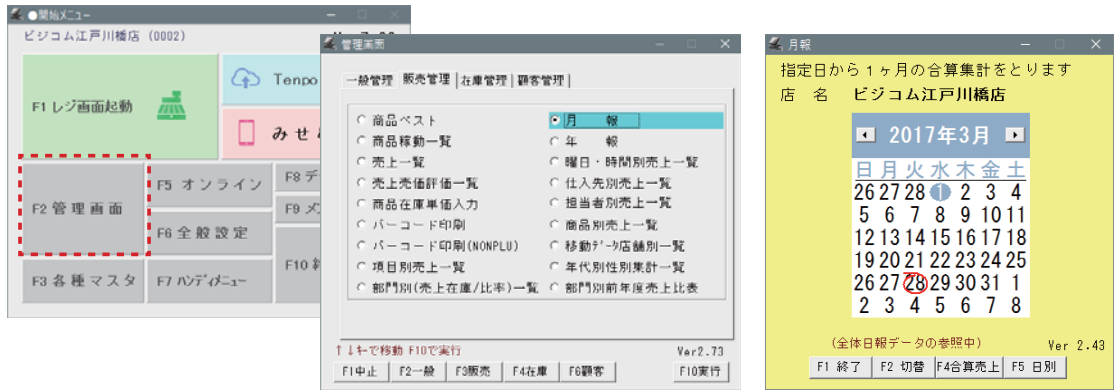 ●開始メニュー
ビジコム江戸川橋店 (0002)
F1 レジ画面起動
Tenpo
みせ
F2 管理画面
F5 オンライン
F8 デ
F9 メ
F6 全般設定
F10
F3 各種マスタ
F7 ハンディメニュー
管理画面
一般管理 販売管理 在庫管理 顧客管理
商品ベスト
月 報
商品稼動一覧
年 報
売上一覧
曜日・時間別売上一覧
売上売価評価一覧
仕入先別売上一覧
商品在庫単価入力
担当者別売上一覧
バーコード印刷
商品別売上一覧
バーコード印刷(NONPLU)
移動データ店舗別一覧
項目別売上一覧
年代別性別集計一覧
部門別(売上在庫/比率)一覧
部門別前年度売上比表
↑↓キーで移動 F10で実行
Ver2.73
F1中止 F2一般 F3販売 F4在庫 F6顧客 F10実行
月報
指定日から1ヶ月の合算集計をとります
店 名 ビジコム江戸川橋店
2017年3月
日 月 火 水 木 金 土
26 27 28 1 2 3 4
5 6 7 8 9 10 11
12 13 14 15 16 17 18
19 20 21 22 23 24 25
26 27 28 29 30 31 1
2 3 4 5 6 7 8
(全体日報データの参照中)
Ver 2.43
F1 終了 F2 切替 F4合算売上 F5 日別